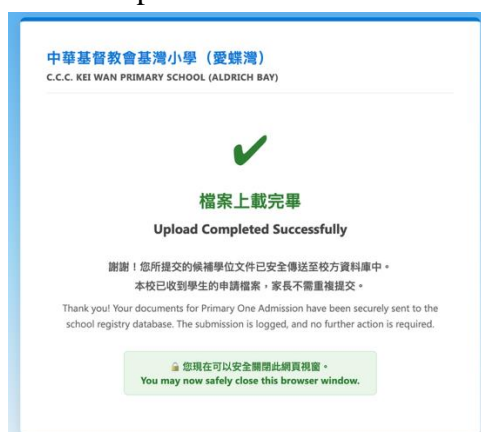 中華基督教會基灣小學（愛蝶灣）
C.C.C. KEI WAN PRIMARY SCHOOL (ALDRICH BAY)
檔案上載完畢
Upload Completed Successfully
謝謝！您所提交的候補學位文件已安全傳送至校方資料庫中。
本校已收到學生的申請檔案，家長不需重複提交。
Thank you! Your documents for Primary One Admission have been securely sent to the
school registry database. The submission is logged, and no further action is required.
🔒 您現在可以安全關閉此網頁視窗。
You may now safely close this browser window.